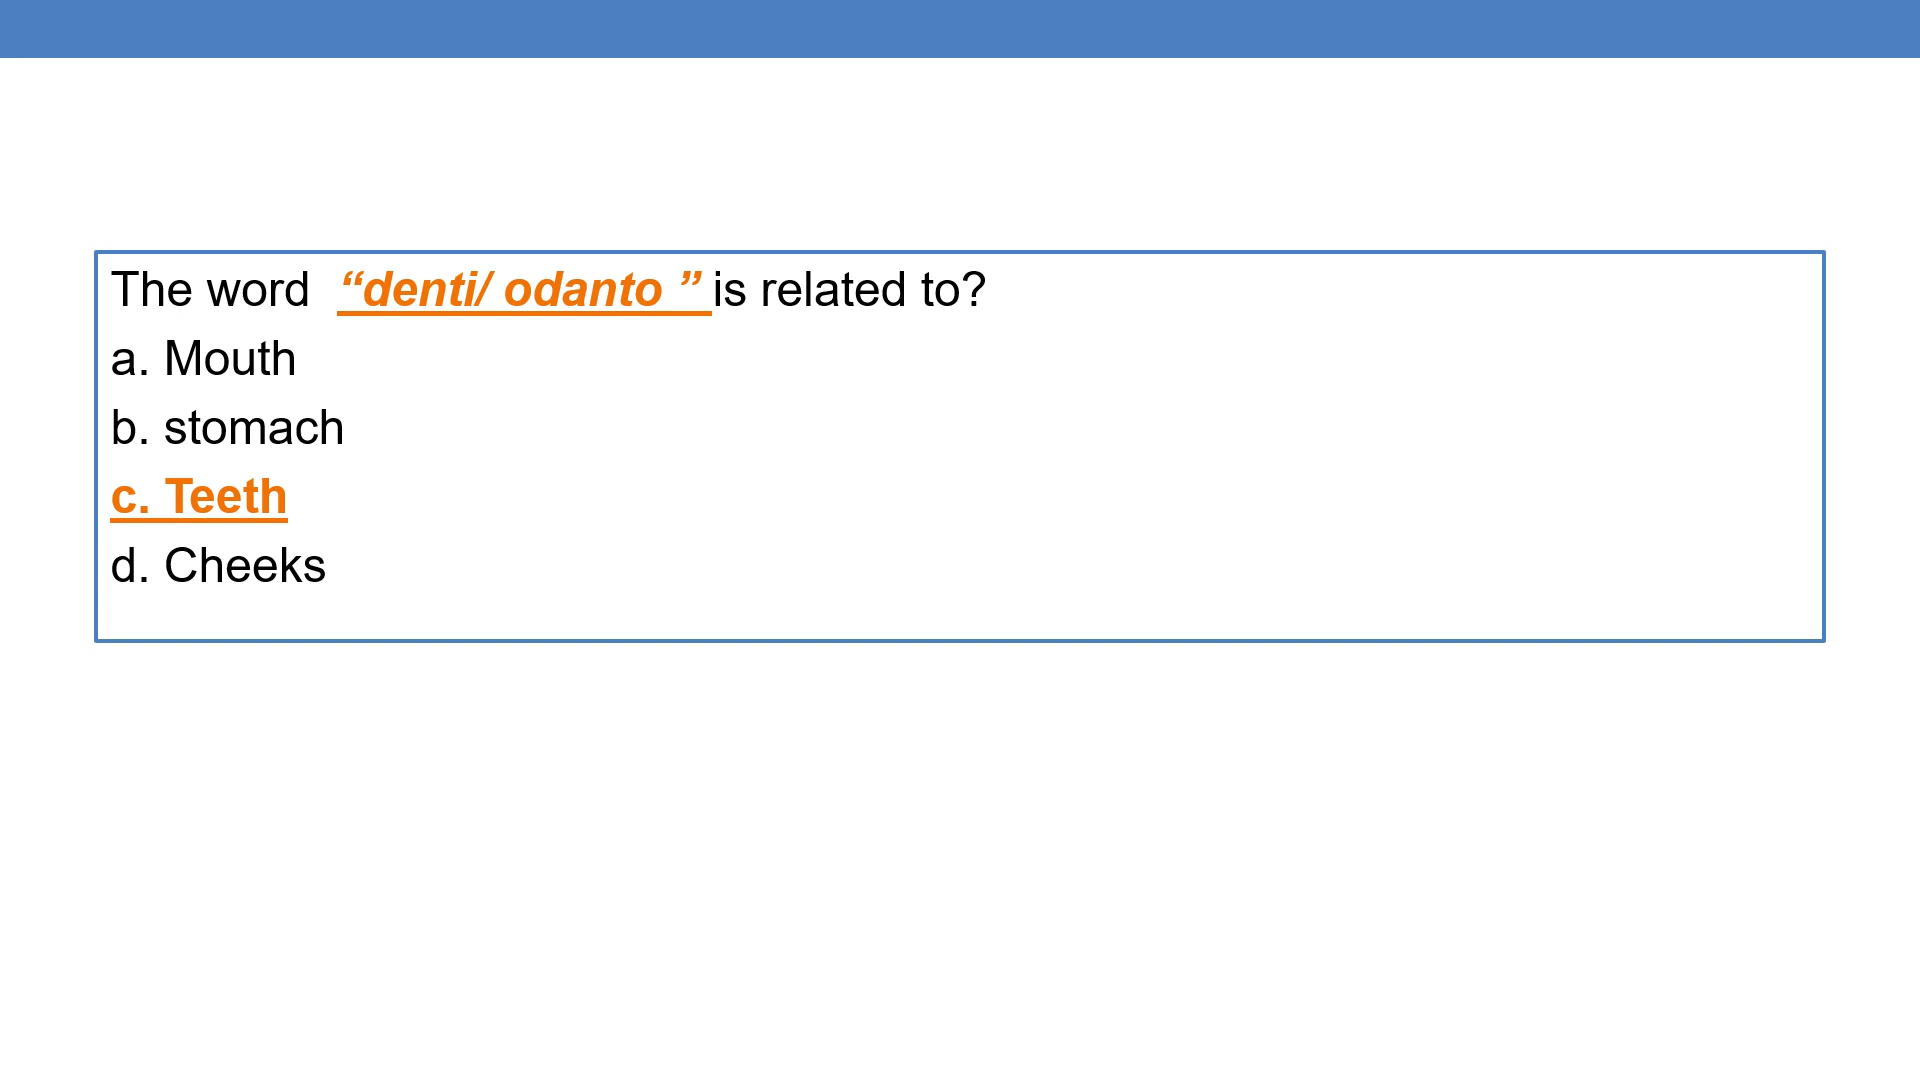 The word “denti/ odanto ” is related to?
a. Mouth
b. stomach
c. Teeth
d. Cheeks